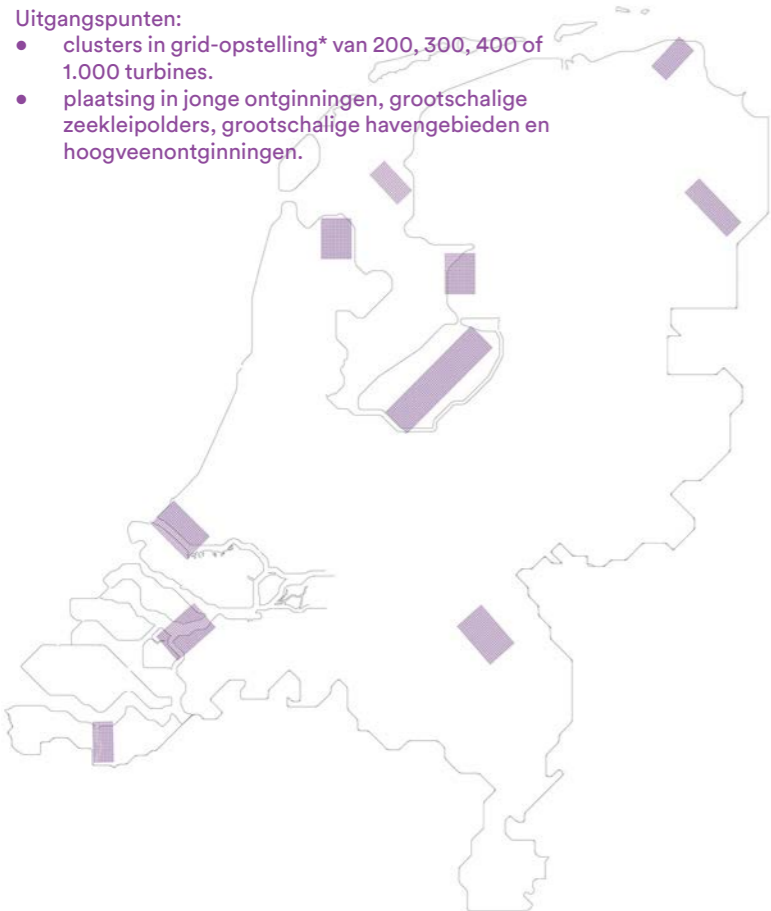 Uitgangspunten:
• clusters in grid-opstelling* van 200, 300, 400 of
1.000 turbines.
• plaatsing in jonge ontginningen, grootschalige
zeekleipolders, grootschalige havengebieden en
hoogveenontginningen.